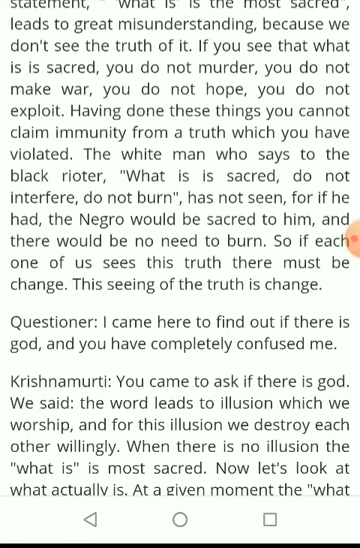 statement, " 'what is' is the most sacred",
leads to great misunderstanding, because we
don't see the truth of it. If you see that what
is is sacred, you do not murder, you do not
make war, you do not hope, you do not
exploit. Having done these things you cannot
claim immunity from a truth which you have
violated. The white man who says to the
black rioter, "What is is sacred, do not
interfere, do not burn", has not seen, for if he
had, the Negro would be sacred to him, and
there would be no need to burn. So if each
one of us sees this truth there must be
change. This seeing of the truth is change.
Questioner: I came here to find out if there is
god, and you have completely confused me.
Krishnamurti: You came to ask if there is god.
We said: the word leads to illusion which we
worship, and for this illusion we destroy each
other willingly. When there is no illusion the
"what is" is most sacred. Now let's look at
what actually is. At a given moment the "what